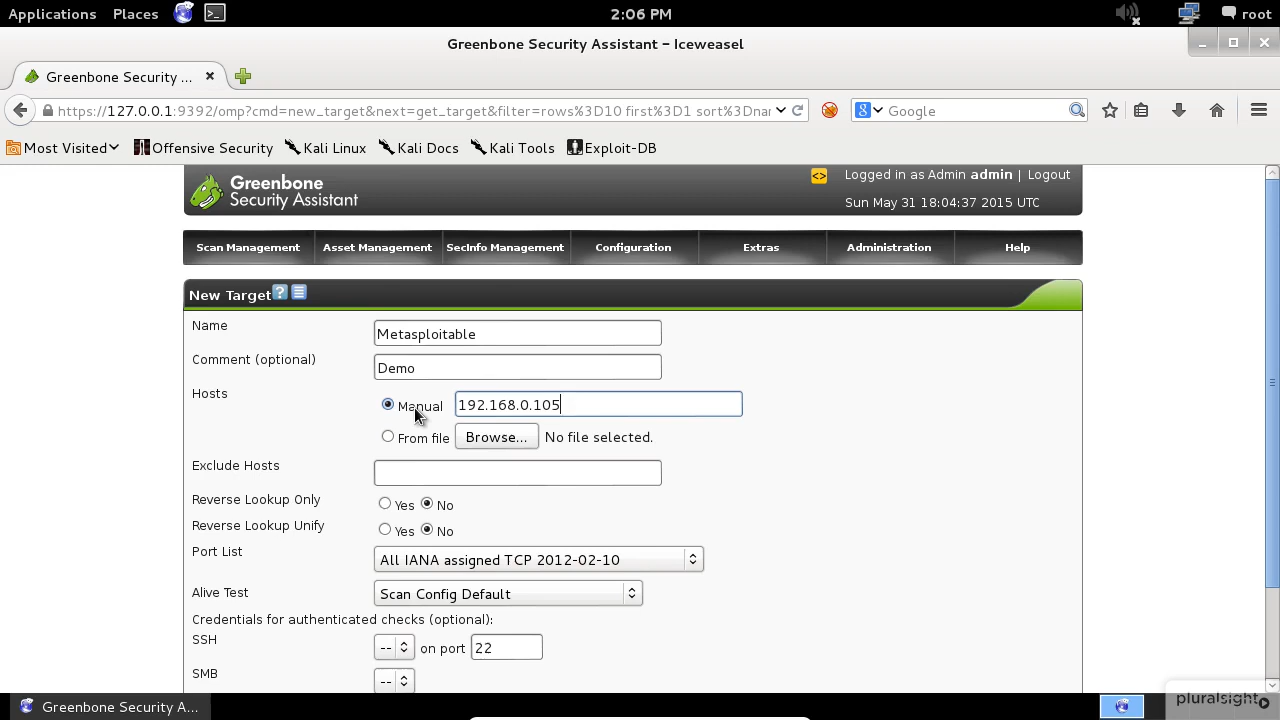 Applications Places 2:06 PM root
Greenbone Security Assistant – Iceweasel
Greenbone Security ...
https://127.0.0.1:9392/omp?cmd=new_target&next=get_target&filter=rows%3D10 first%3D1 sort%3Dnar Google
Most Visited Offensive Security Kali Linux Kali Docs Kali Tools Exploit-DB
Greenbone
Security Assistant
<> Logged in as Admin admin | Logout
Sun May 31 18:04:37 2015 UTC
Scan Management Asset Management SecInfo Management Configuration Extras Administration Help
New Target ?
Name Metasploitable
Comment (optional) Demo
Hosts Manual 192.168.0.105
From file Browse... No file selected.
Exclude Hosts
Reverse Lookup Only Yes No
Reverse Lookup Unify Yes No
Port List All IANA assigned TCP 2012-02-10
Alive Test Scan Config Default
Credentials for authenticated checks (optional):
SSH -- on port 22
SMB --
Greenbone Security A...
pluralsight